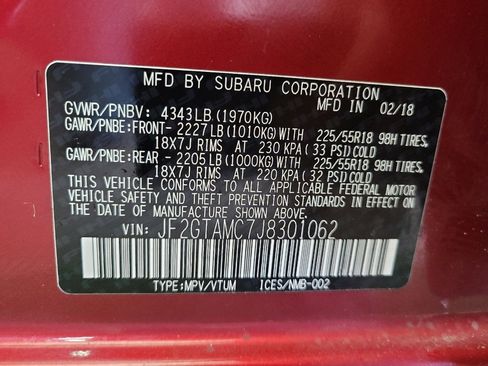 MFD BY SUBARU CORPORATION
MFD IN 02/18
GVWR/PNBV: 4343LB(1970KG)
GAWR/PNBE:FRONT- 2227LB(1010KG)WITH 225/55R18 98H TIRES,
18X7J RIMS AT 230 KPA(33 PSI)COLD
GAWR/PNBE:REAR - 2205LB(1000KG)WITH 225/55R18 98H TIRES,
18X7J RIMS AT 220 KPA(32 PSI)COLD
THIS VEHICLE CONFORMS TO ALL APPLICABLE FEDERAL MOTOR
VEHICLE SAFETY AND THEFT PREVENTION STANDARDS IN EFFECT ON
THE DATE OF MANUFACTURE SHOWN ABOVE.
VIN: JF2GTAMC7J8301062
TYPE:MPV/VTUM ICES/NMB-002